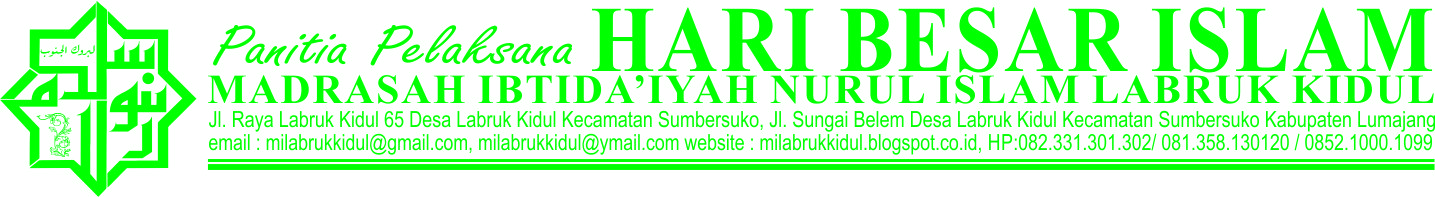 لبروك الجنوب
Panitia Pelaksana HARI BESAR ISLAM
MADRASAH IBTIDA'IYAH NURUL ISLAM LABRUK KIDUL
Jl. Raya Labruk Kidul 65 Desa Labruk Kidul Kecamatan Sumbersuko, Jl. Sungai Belem Desa Labruk Kidul Kecamatan Sumbersuko Kabupaten Lumajang
email : milabrukkidul@gmail.com, milabrukkidul@ymail.com website : milabrukkidul.blogspot.co.id, HP:082.331.301.302/ 081.358.130120 / 0852.1000.1099